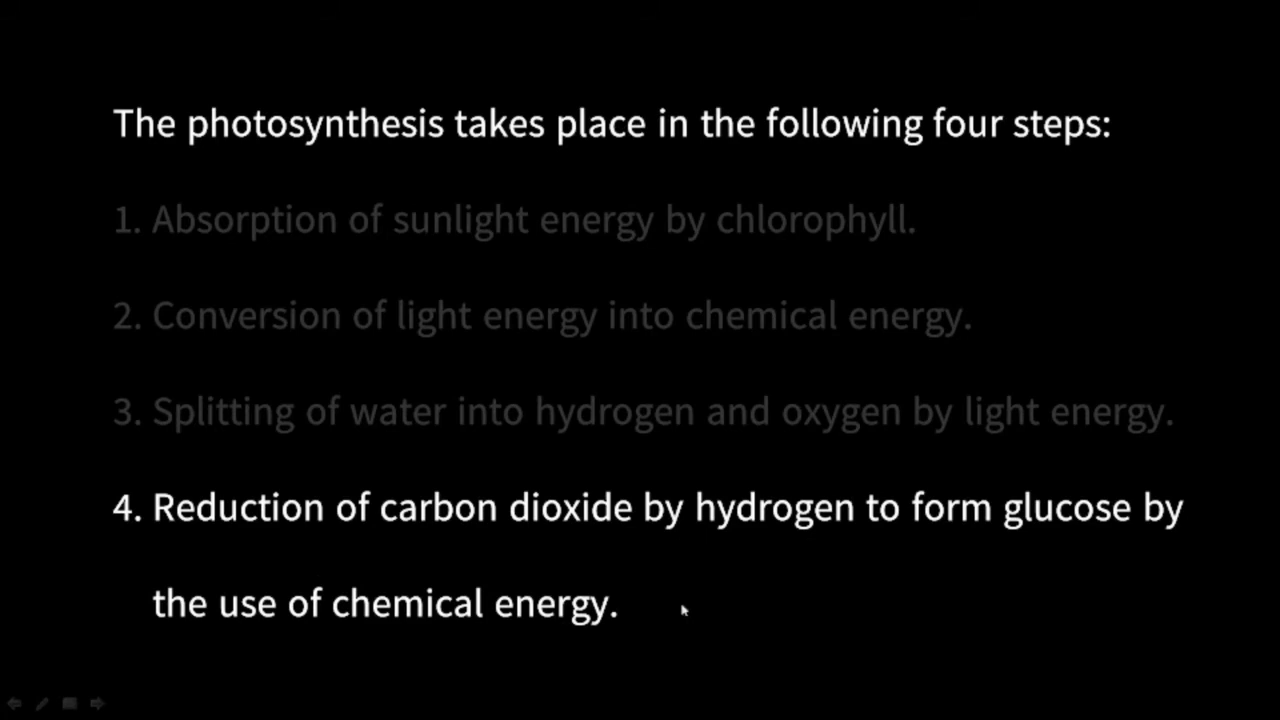 The photosynthesis takes place in the following four steps:
1. Absorption of sunlight energy by chlorophyll.
2. Conversion of light energy into chemical energy.
3. Splitting of water into hydrogen and oxygen by light energy.
4. Reduction of carbon dioxide by hydrogen to form glucose by
the use of chemical energy.